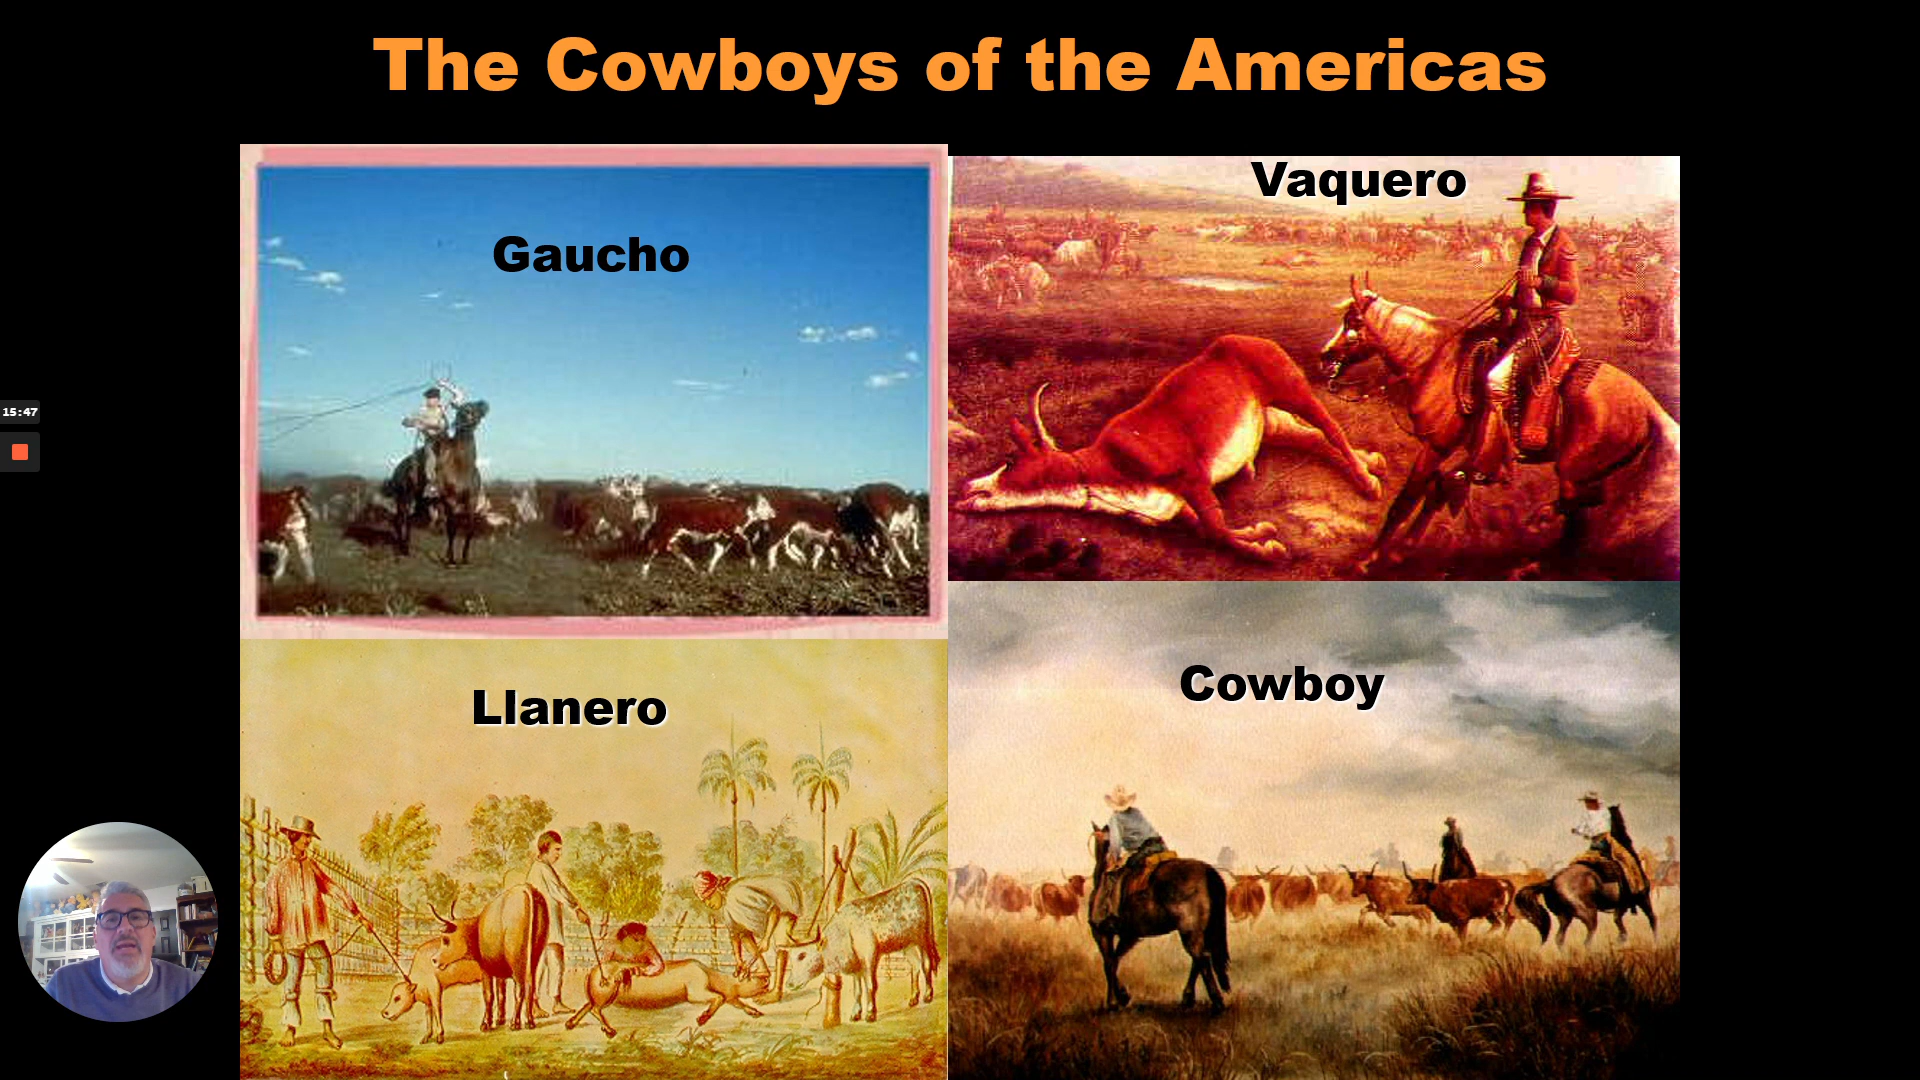 The Cowboys of the Americas
Gaucho
Vaquero
Llanero
Cowboy
15:47